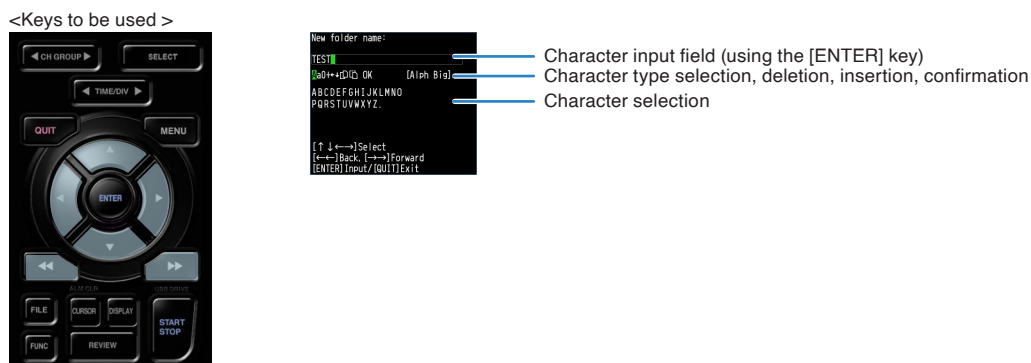 <Keys to be used >
◀ CH GROUP ▶
SELECT
◀ TIME/DIV ▶
QUIT
MENU
ENTER
ALM CLR
USB DRIVE
FILE
CURSOR
DISPLAY
START
STOP
FUNC
REVIEW
New folder name:
TEST
OK [Alph Big]
ABCDEFGHIJKLMNO
PQRSTUVWXYZ.
[↑↓←→]Select
[←←]Back, [→→]Forward
[ENTER]Input/[QUIT]Exit
Character input field (using the [ENTER] key)
Character type selection, deletion, insertion, confirmation
Character selection